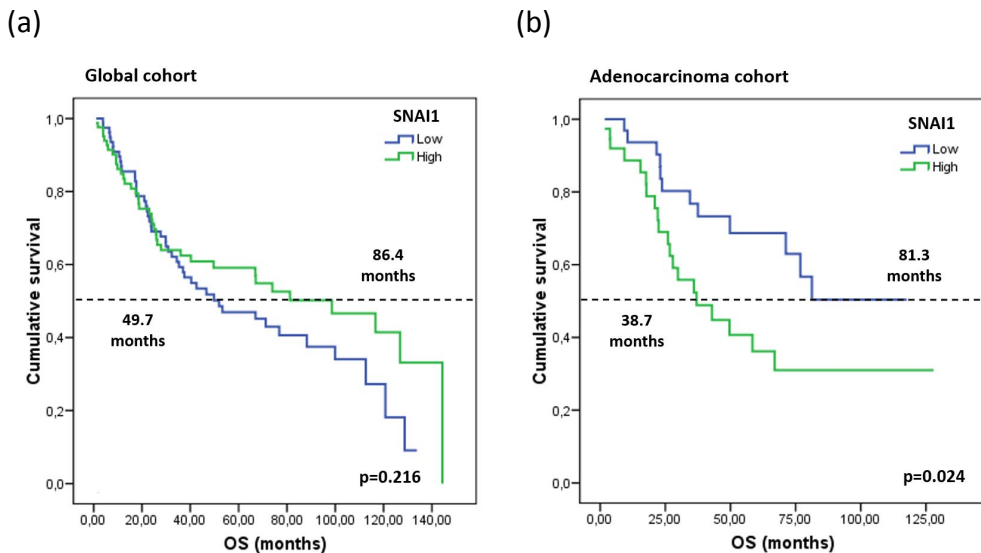 (a)
Global cohort
SNAI1
Low
High
86.4
months
49.7
months
p=0.216
Cumulative survival
1,0
0,8
0,6
0,4
0,2
0,0
0,00
20,00
40,00
60,00
80,00
100,00
120,00
140,00
OS (months)
(b)
Adenocarcinoma cohort
SNAI1
Low
High
81.3
months
38.7
months
p=0.024
Cumulative survival
1,0
0,8
0,6
0,4
0,2
0,0
0,00
25,00
50,00
75,00
100,00
125,00
OS (months)